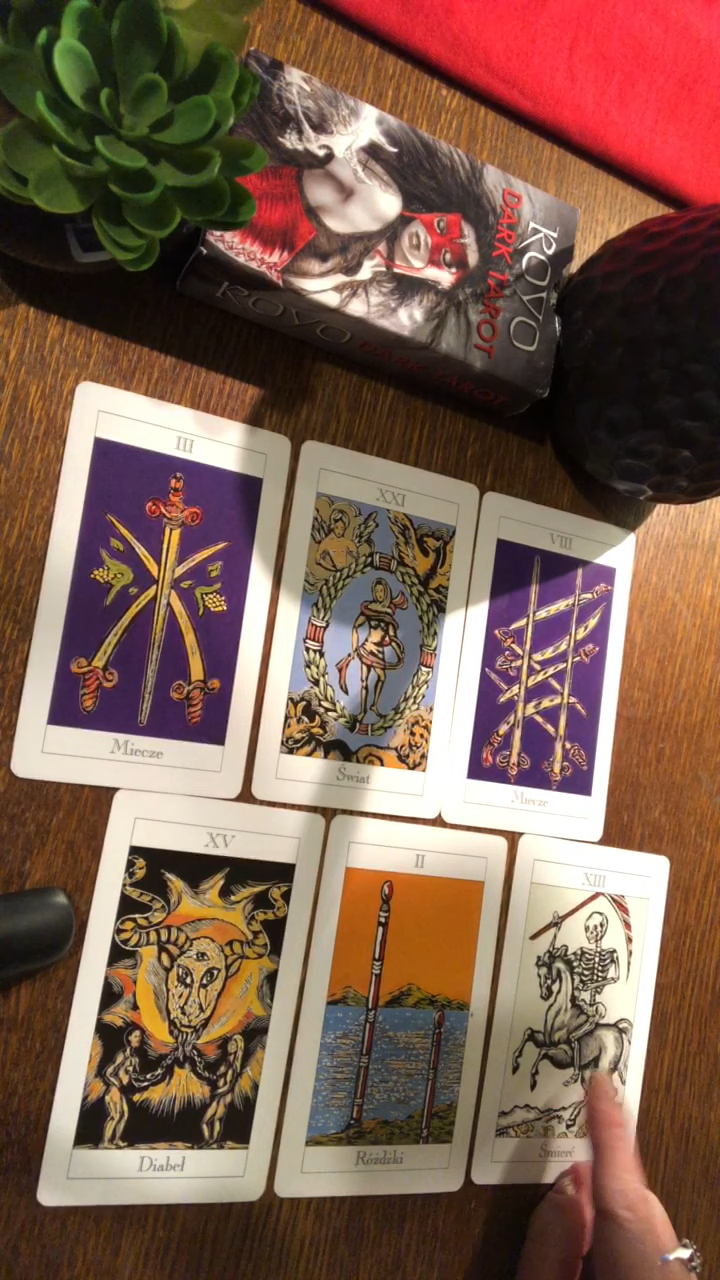 ROYO
DARK TAROT
ROYO DARK TAROT
III
Miecze
XXI
Świat
VIII
Miecze
XV
Diabeł
II
Różdżki
XIII
Śmierć